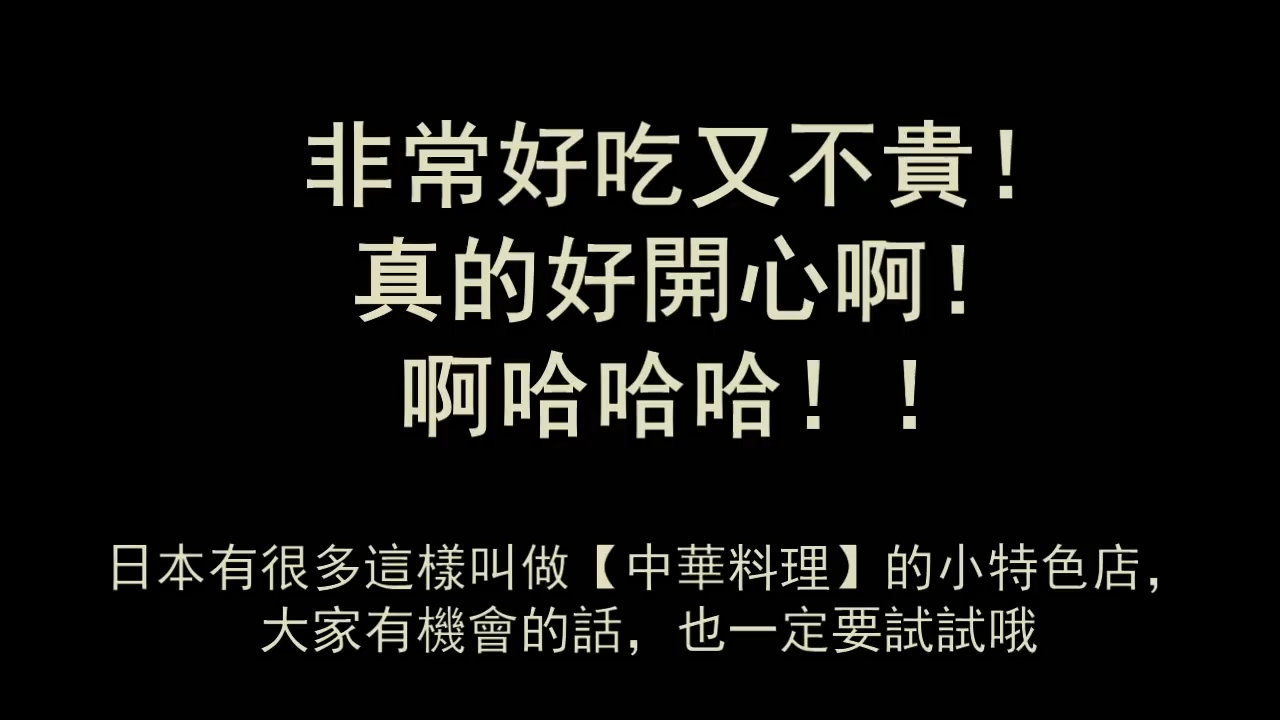 非常好吃又不貴！
真的好開心啊！
啊哈哈哈！！
日本有很多這樣叫做【中華料理】的小特色店，
大家有機會的話，也一定要試試哦